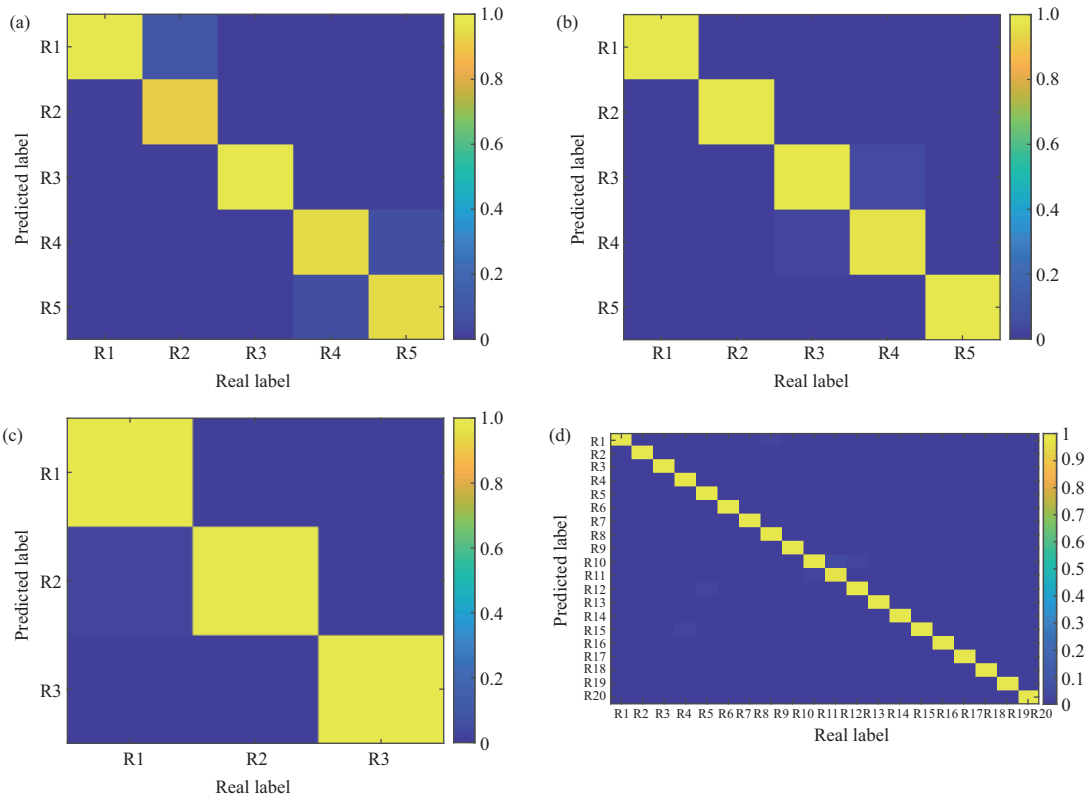 (a)
R1
R2
R3
R4
R5
Predicted label
R1 R2 R3 R4 R5
Real label
1.0
0.8
0.6
0.4
0.2
0
(b)
R1
R2
R3
R4
R5
Predicted label
R1 R2 R3 R4 R5
Real label
1.0
0.8
0.6
0.4
0.2
0
(c)
R1
R2
R3
Predicted label
R1 R2 R3
Real label
1.0
0.8
0.6
0.4
0.2
0
(d)
R1
R2
R3
R4
R5
R6
R7
R8
R9
R10
R11
R12
R13
R14
R15
R16
R17
R18
R19
R20
Predicted label
R1 R2 R3 R4 R5 R6 R7 R8 R9 R10 R11 R12 R13 R14 R15 R16 R17 R18 R19 R20
Real label
1
0.9
0.8
0.7
0.6
0.5
0.4
0.3
0.2
0.1
0